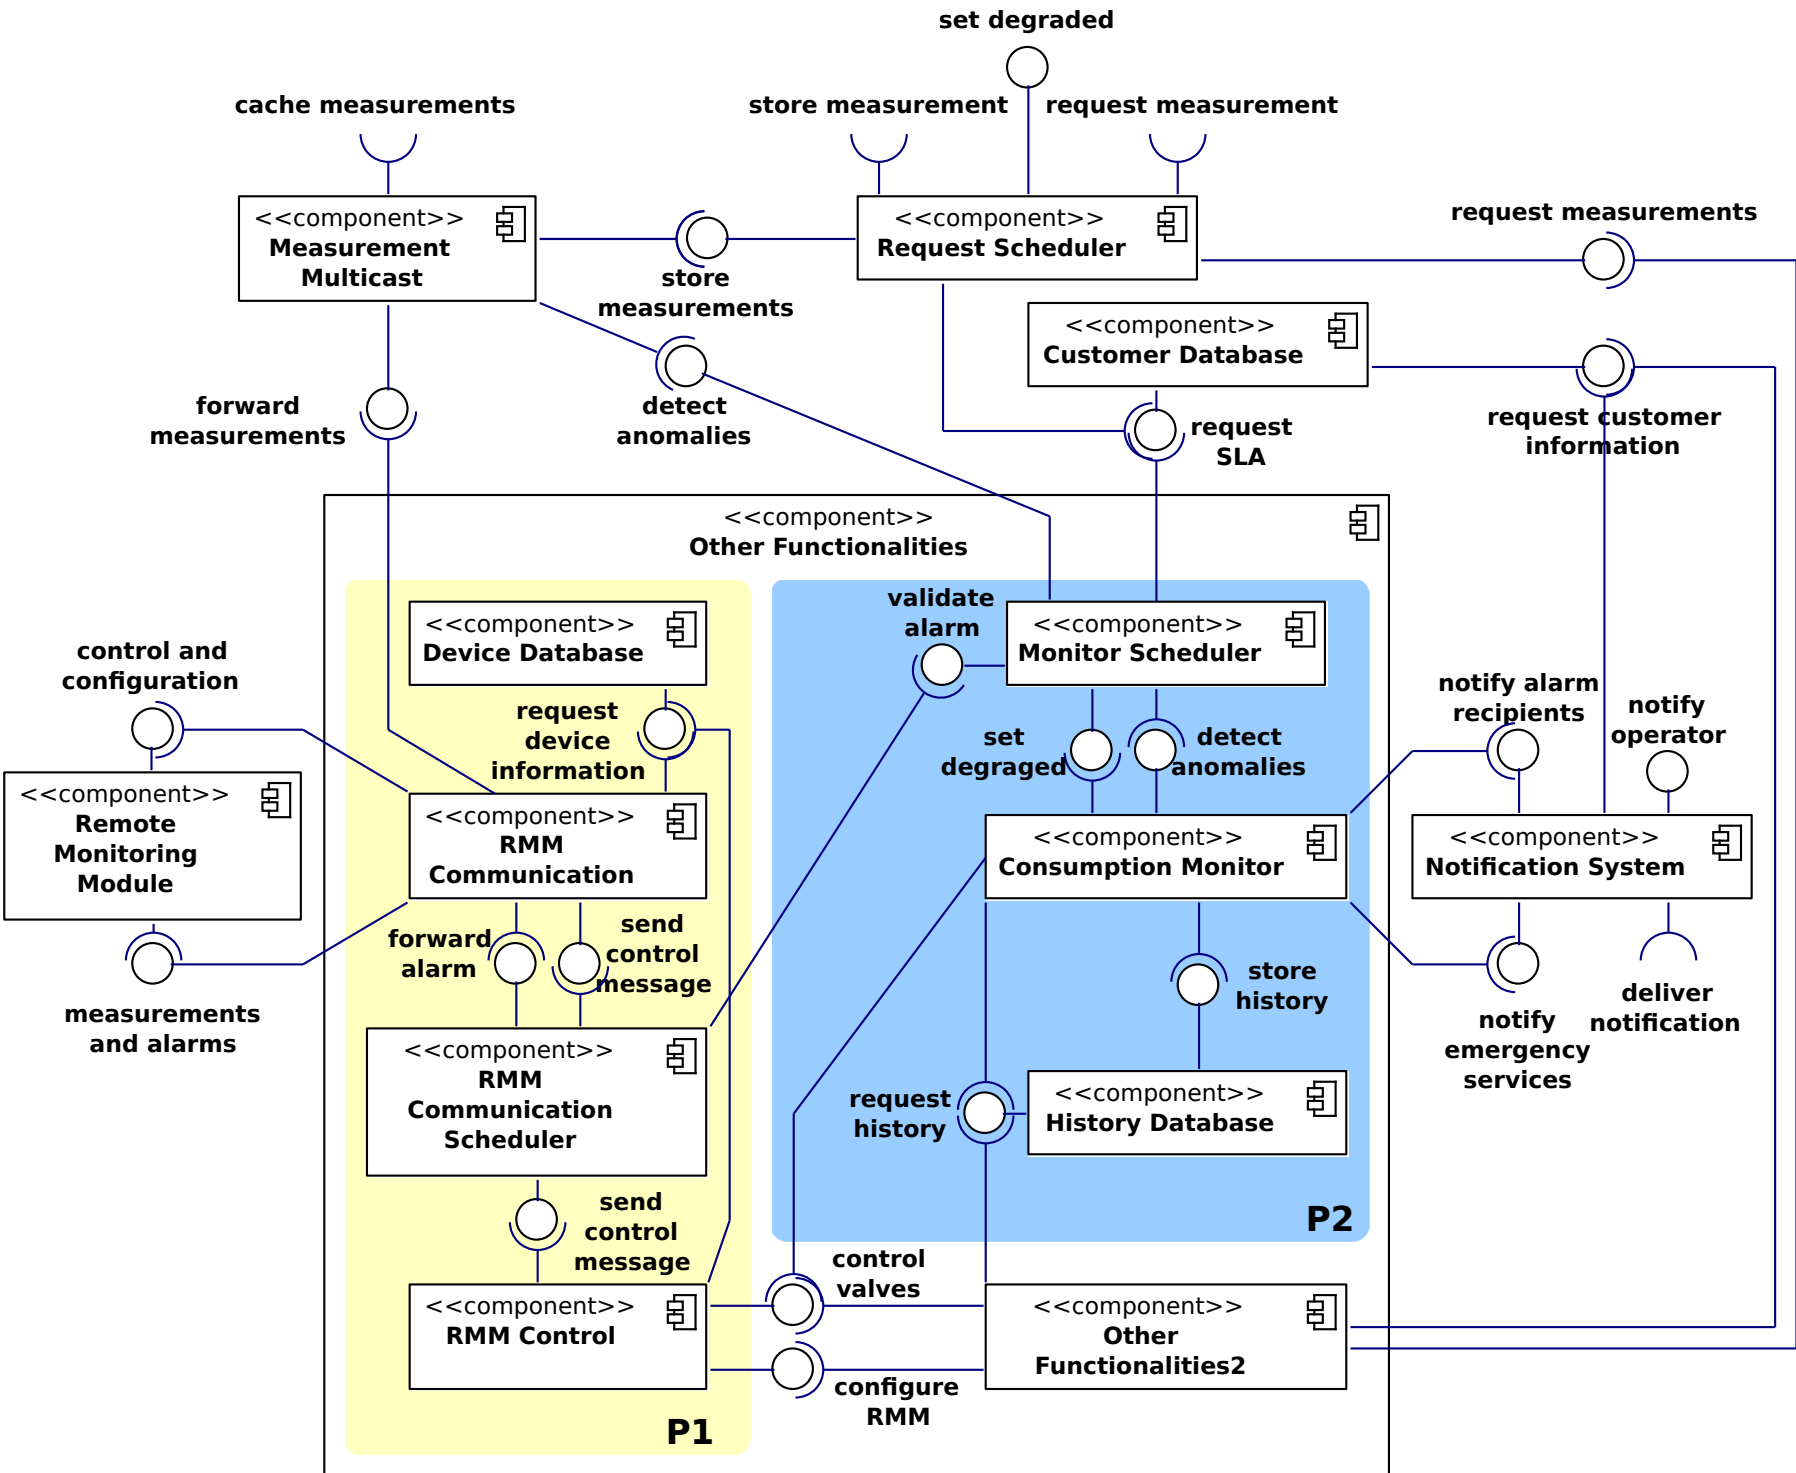 set degraded
cache measurements
store measurement
request measurement
<<component>>
Measurement
Multicast
<<component>>
Request Scheduler
request measurements
store
measurements
<<component>>
Customer Database
forward
measurements
detect
anomalies
request
SLA
request customer
information
<<component>>
Other Functionalities
validate
alarm
<<component>>
Device Database
<<component>>
Monitor Scheduler
control and
configuration
request
device
information
set
degraged
detect
anomalies
notify alarm
recipients
notify
operator
<<component>>
Remote
Monitoring
Module
<<component>>
RMM
Communication
<<component>>
Consumption Monitor
<<component>>
Notification System
forward
alarm
send
control
message
store
history
measurements
and alarms
deliver
notification
notify
emergency
services
<<component>>
RMM
Communication
Scheduler
request
history
<<component>>
History Database
send
control
message
P2
control
valves
<<component>>
RMM Control
<<component>>
Other
Functionalities2
configure
RMM
P1